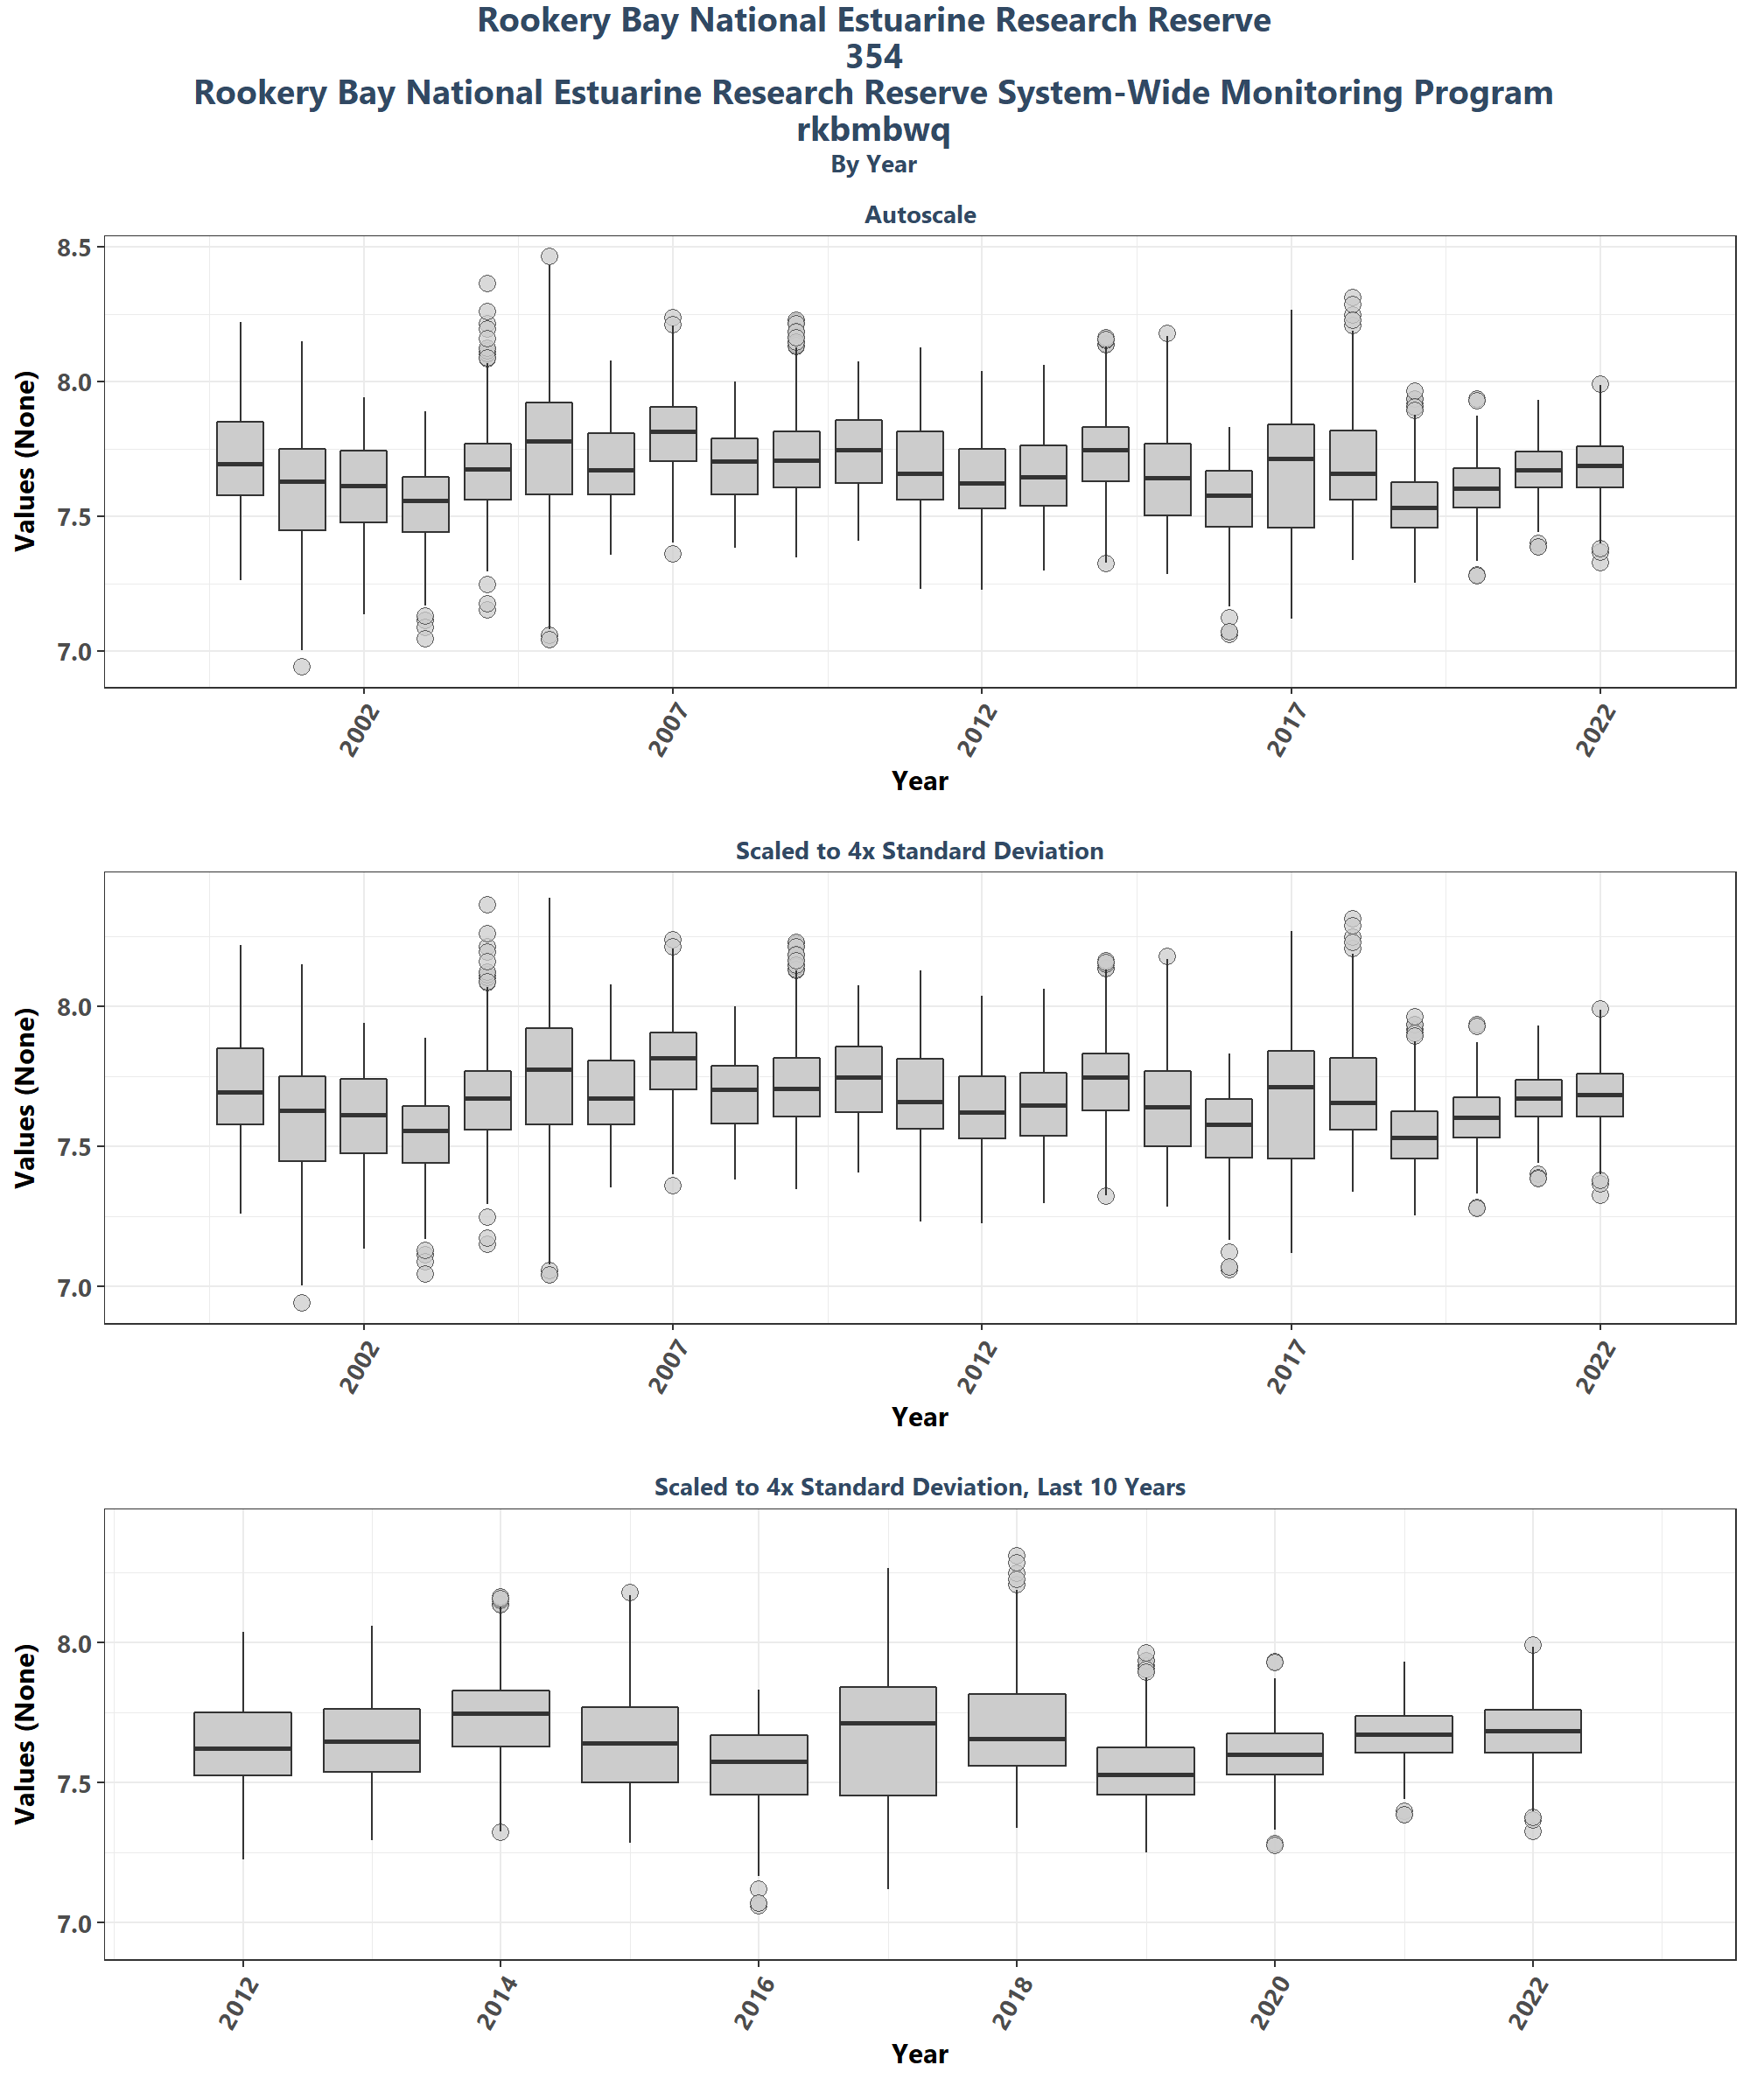 Rookery Bay National Estuarine Research Reserve
354
Rookery Bay National Estuarine Research Reserve System-Wide Monitoring Program
rkbmbwq
By Year
Autoscale
Values (None)
8.5
8.0
7.5
7.0
2002
2007
2012
2017
2022
Year
Scaled to 4x Standard Deviation
Values (None)
8.0
7.5
7.0
2002
2007
2012
2017
2022
Year
Scaled to 4x Standard Deviation, Last 10 Years
Values (None)
8.0
7.5
7.0
2012
2014
2016
2018
2020
2022
Year